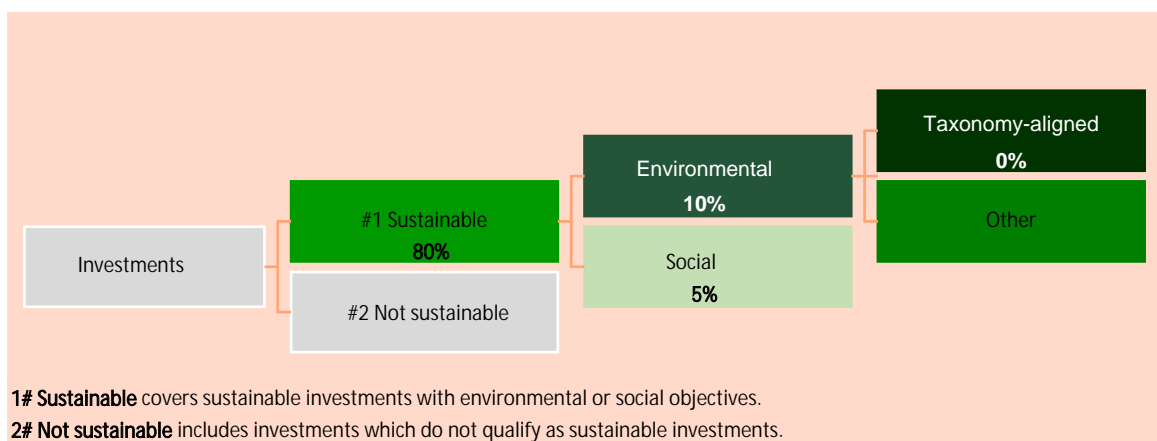 Taxonomy-aligned
0%
Environmental
10%
#1 Sustainable
80%
Other
Investments
Social
5%
#2 Not sustainable
1# Sustainable covers sustainable investments with environmental or social objectives.
2# Not sustainable includes investments which do not qualify as sustainable investments.